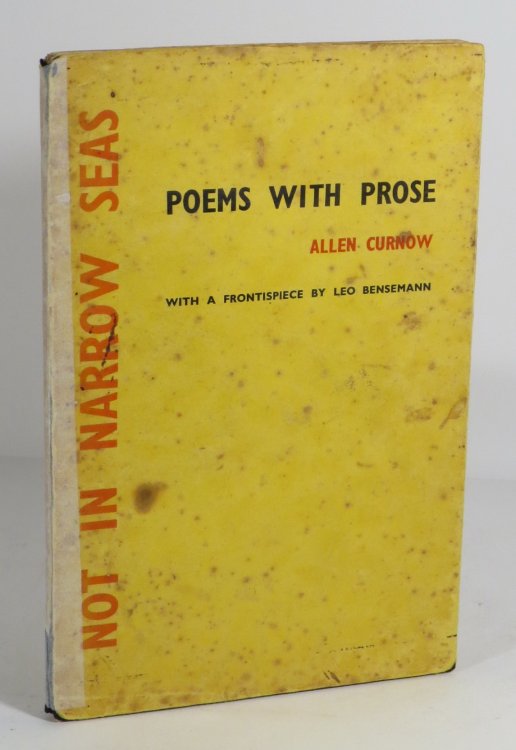 NOT IN NARROW SEAS
POEMS WITH PROSE
ALLEN CURNOW
WITH A FRONTISPIECE BY LEO BENSEMANN